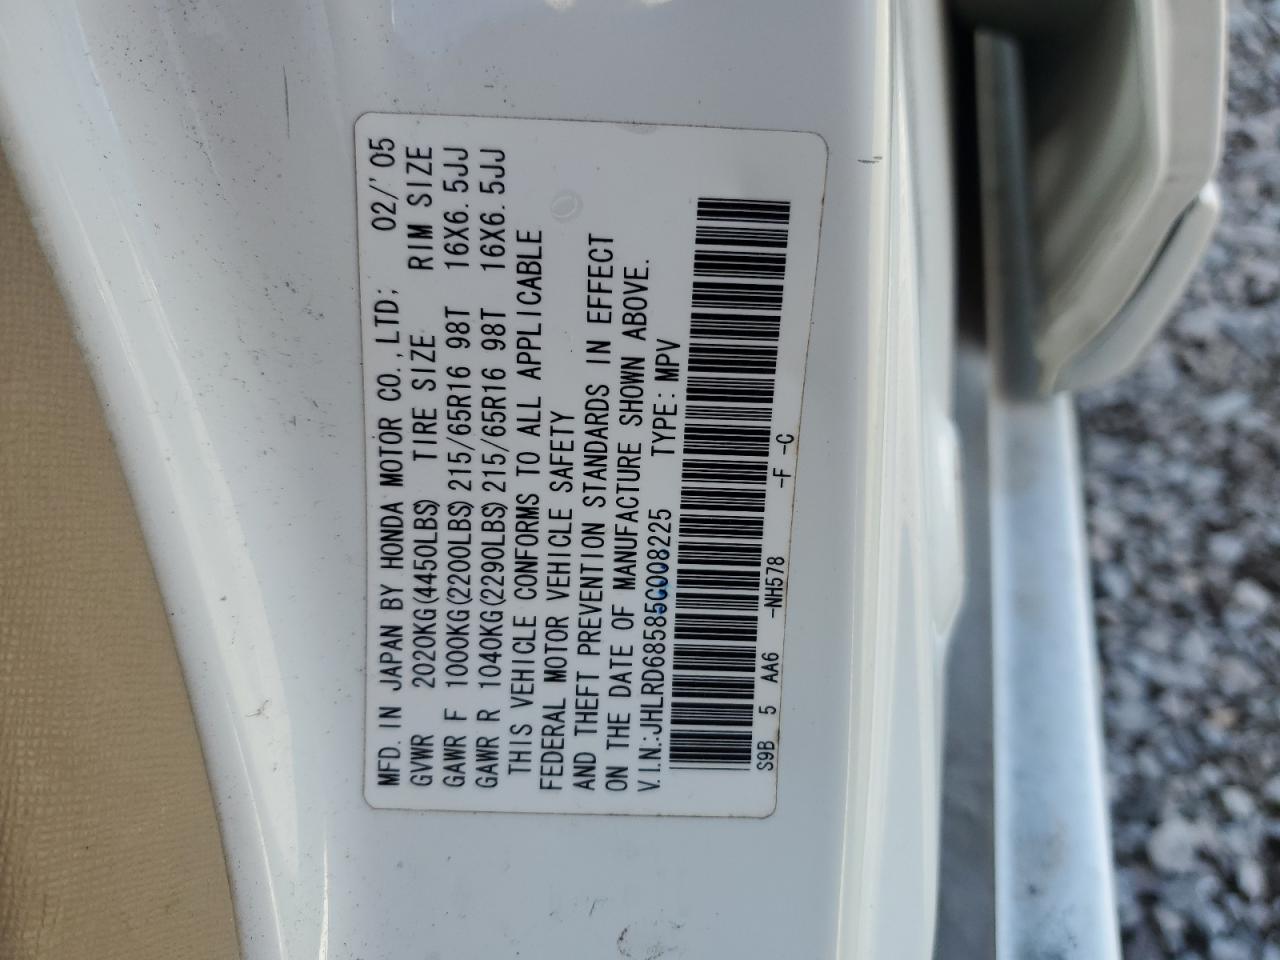 MFD. IN JAPAN BY HONDA MOTOR CO., LTD; 02/'05
GVWR 2020KG(4450LBS) TIRE SIZE RIM SIZE
GAWR F 1000KG(2200LBS) 215/65R16 98T 16X6.5JJ
GAWR R 1040KG(2290LBS) 215/65R16 98T 16X6.5JJ
THIS VEHICLE CONFORMS TO ALL APPLICABLE
FEDERAL MOTOR VEHICLE SAFETY
AND THEFT PREVENTION STANDARDS IN EFFECT
ON THE DATE OF MANUFACTURE SHOWN ABOVE.
V.I.N.:JHLRD68585C008225 TYPE: MPV
S9B 5 AA6 -NH578 -F -C